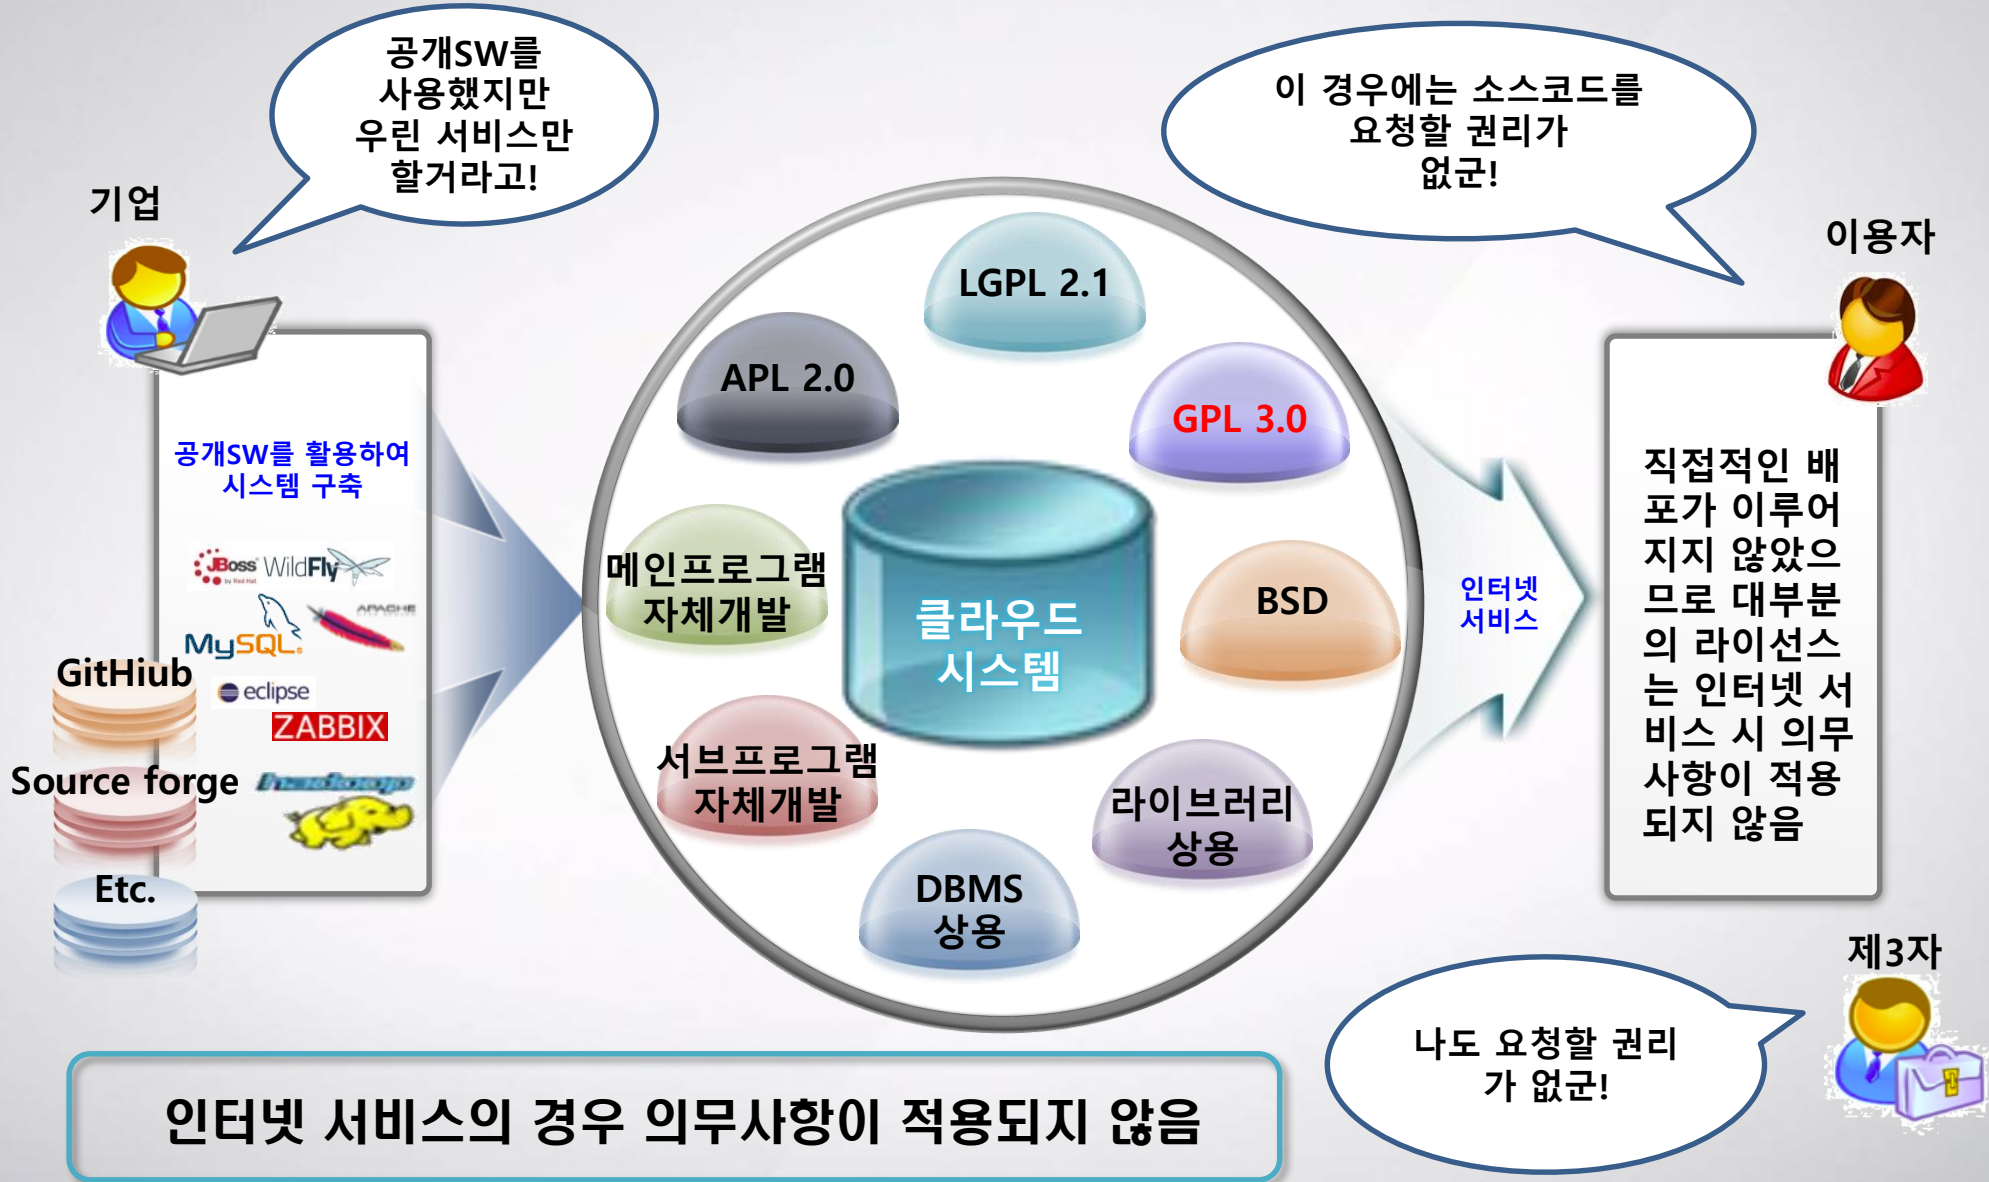 공개SW를
사용했지만
우린 서비스만
할거라고!
이 경우에는 소스코드를
요청할 권리가
없군!
기업
이용자
공개SW를 활용하여
시스템 구축
JBoss WildFly
by Red Hat
APACHE
MySQL
eclipse
ZABBIX
hadoop
GitHiub
Source forge
Etc.
LGPL 2.1
APL 2.0
GPL 3.0
메인프로그램
자체개발
클라우드
시스템
BSD
서브프로그램
자체개발
라이브러리
상용
DBMS
상용
인터넷
서비스
직접적인 배
포가 이루어
지지 않았으
므로 대부분
의 라이선스
는 인터넷 서
비스 시 의무
사항이 적용
되지 않음
제3자
나도 요청할 권리
가 없군!
인터넷 서비스의 경우 의무사항이 적용되지 않음